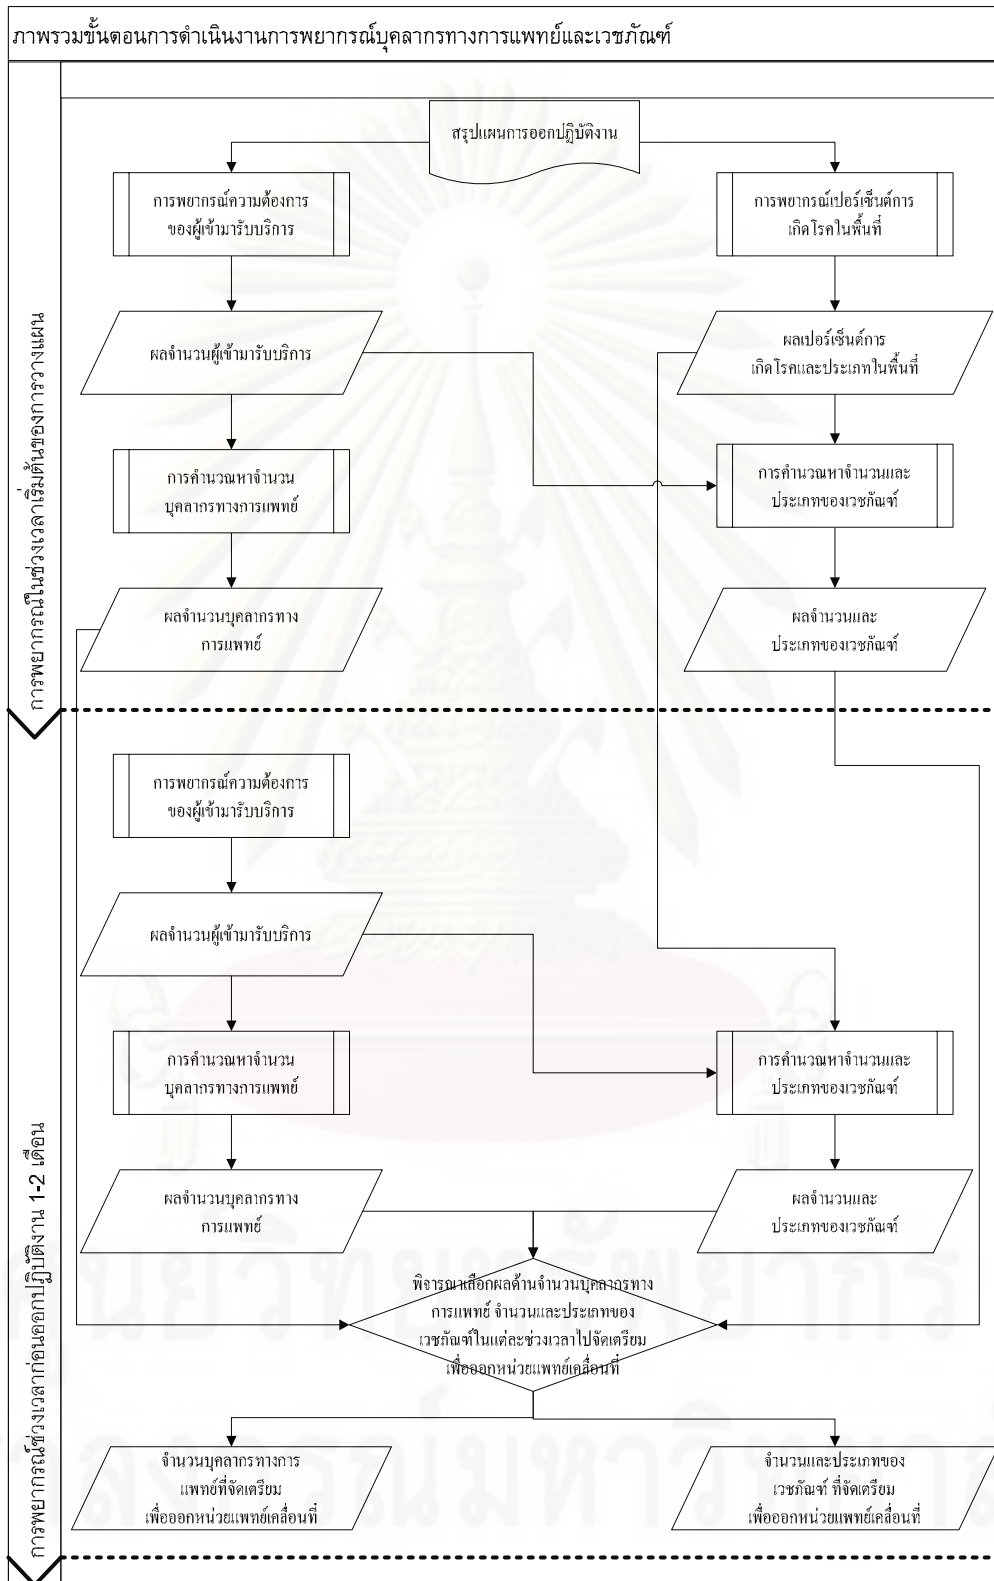 ภาพรวมขั้นตอนการดำเนินงานการพยากรณ์บุคลากรทางการแพทย์และเวชภัณฑ์
การพยากรณ์ในช่วงเวลาเริ่มต้นของการวางแผน
สรุปแผนการออกปฏิบัติงาน
การพยากรณ์ความต้องการ
ของผู้เข้ามารับบริการ
การพยากรณ์เปอร์เซ็นต์การ
เกิดโรคในพื้นที่
ผลจำนวนผู้เข้ามารับบริการ
ผลเปอร์เซ็นต์การ
เกิดโรคและประเภทในพื้นที่
การคำนวณหาจำนวน
บุคลากรทางการแพทย์
การคำนวณหาจำนวนและ
ประเภทของเวชภัณฑ์
ผลจำนวนบุคลากรทาง
การแพทย์
ผลจำนวนและ
ประเภทของเวชภัณฑ์
การพยากรณ์ช่วงเวลาก่อนออกปฏิบัติงาน 1-2 เดือน
การพยากรณ์ความต้องการ
ของผู้เข้ามารับบริการ
ผลจำนวนผู้เข้ามารับบริการ
การคำนวณหาจำนวน
บุคลากรทางการแพทย์
การคำนวณหาจำนวนและ
ประเภทของเวชภัณฑ์
ผลจำนวนบุคลากรทาง
การแพทย์
ผลจำนวนและ
ประเภทของเวชภัณฑ์
พิจารณาเลือกผลด้านจำนวนบุคลากรทาง
การแพทย์ จำนวนและประเภทของ
เวชภัณฑ์ในแต่ละช่วงเวลาไปจัดเตรียม
เพื่อออกหน่วยแพทย์เคลื่อนที่
จำนวนบุคลากรทางการ
แพทย์ที่จัดเตรียม
เพื่อออกหน่วยแพทย์เคลื่อนที่
จำนวนและประเภทของ
เวชภัณฑ์ ที่จัดเตรียม
เพื่อออกหน่วยแพทย์เคลื่อนที่